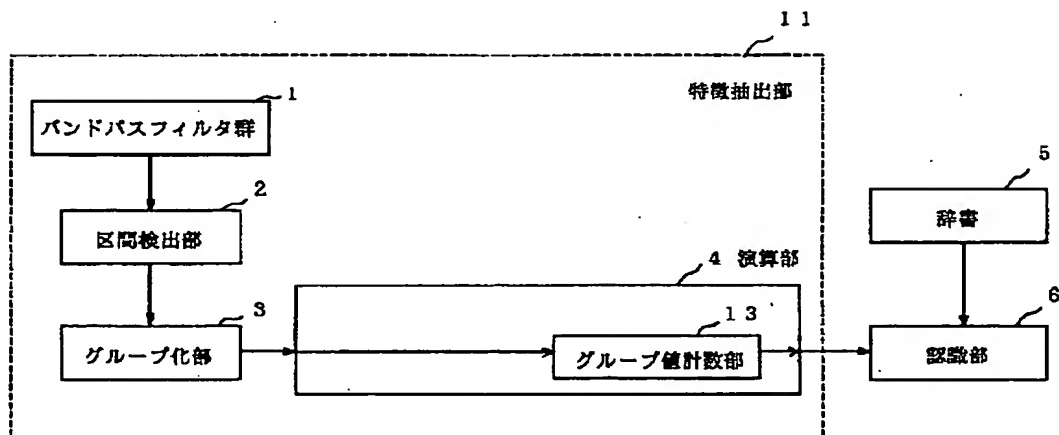 １１
特徴抽出部
１
バンドパスフィルタ群
２
区間検出部
５
辞書
４ 演算部
３
グループ化部
１３
グループ値計数部
６
認識部